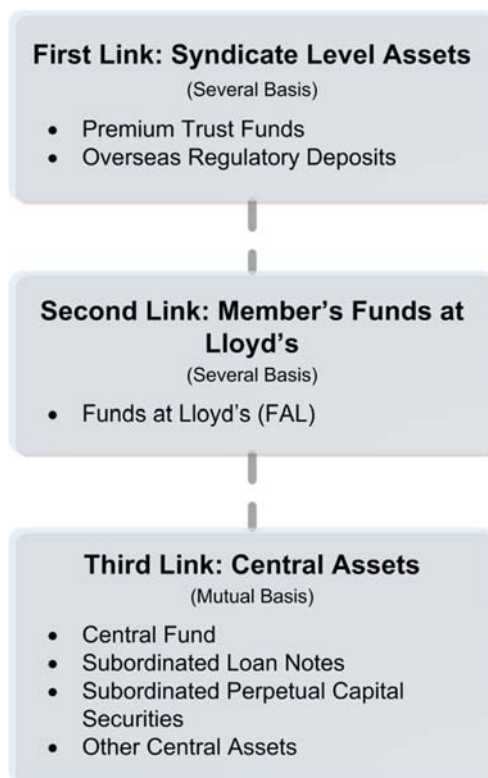 First Link: Syndicate Level Assets
(Several Basis)
• Premium Trust Funds
• Overseas Regulatory Deposits
Second Link: Member’s Funds at
Lloyd’s
(Several Basis)
• Funds at Lloyd’s (FAL)
Third Link: Central Assets
(Mutual Basis)
• Central Fund
• Subordinated Loan Notes
• Subordinated Perpetual Capital
Securities
• Other Central Assets